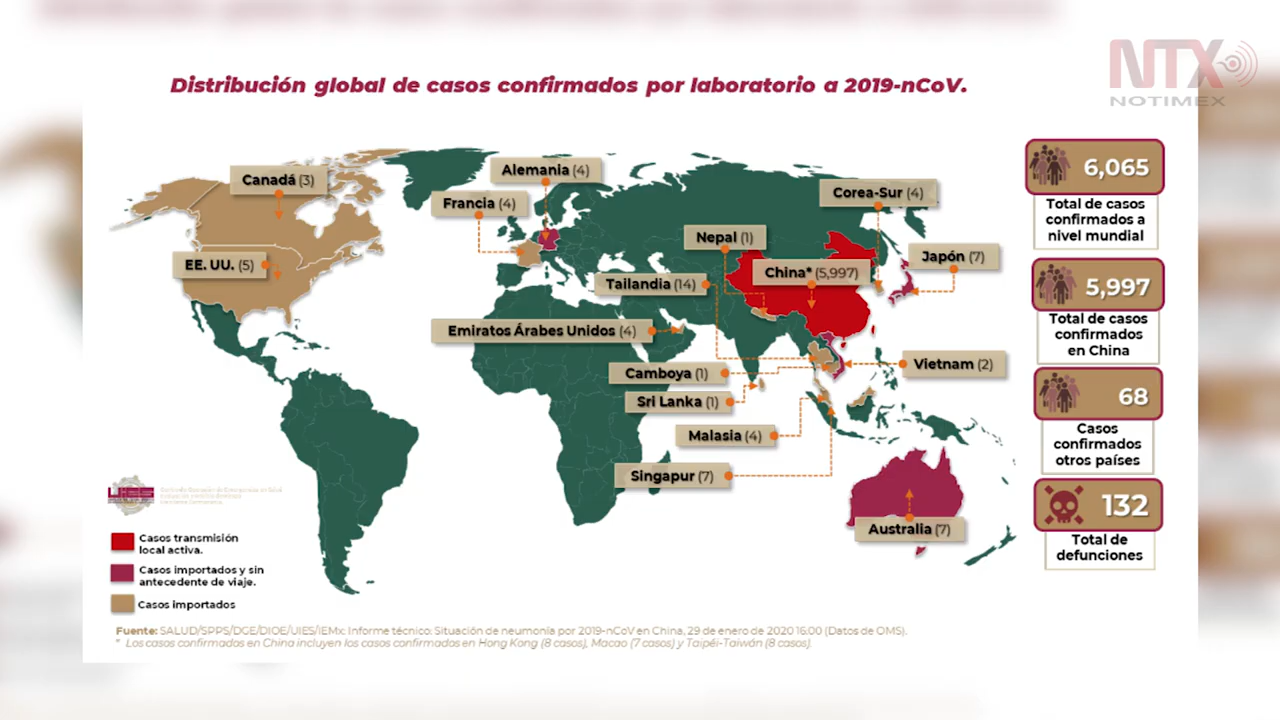 NTX
NOTIMEX
Distribución global de casos confirmados por laboratorio a 2019-nCoV.
Canadá (3)
Alemania (4)
Francia (4)
Corea-Sur (4)
EE. UU. (5)
Nepal (1)
Japón (7)
China* (5,997)
Tailandia (14)
Emiratos Árabes Unidos (4)
Camboya (1)
Vietnam (2)
Sri Lanka (1)
Malasia (4)
Singapur (7)
Australia (7)
6,065
Total de casos
confirmados a
nivel mundial
5,997
Total de casos
confirmados
en China
68
Casos
confirmados
otros países
132
Total de
defunciones
UIES
Casos transmisión
local activa.
Casos importados y sin
antecedente de viaje.
Casos importados
Fuente: SALUD/SPPS/DGE/DIOE/UIES/IEMx: Informe técnico: Situación de neumonía por 2019-nCoV en China, 29 de enero de 2020 16:00 (Datos de OMS).
* Los casos confirmados en China incluyen los casos confirmados en Hong Kong (8 casos), Macao (7 casos) y Taipéi-Taiwán (8 casos).